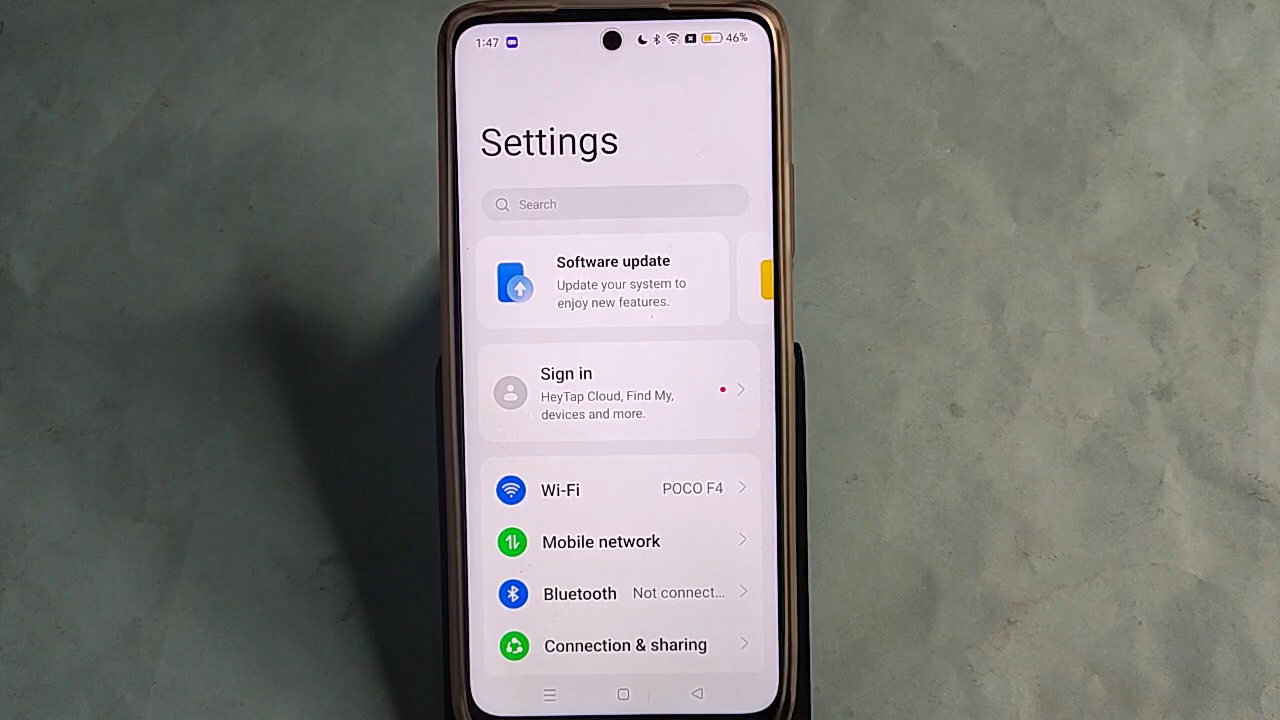 1:47 46%
Settings
Search
Software update
Update your system to
enjoy new features.
Sign in
HeyTap Cloud, Find My,
devices and more.
Wi-Fi POCO F4
Mobile network
Bluetooth Not connect...
Connection & sharing